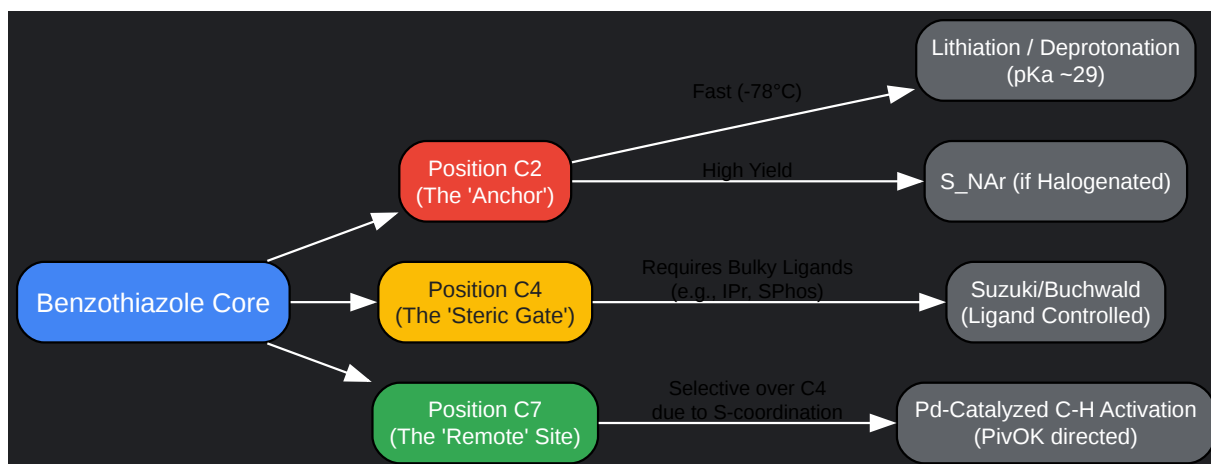 Lithiation / Deprotonation
(pKa ~29)
Fast (-78°C)
Position C2
(The 'Anchor')
High Yield
S_NAr (if Halogenated)
Benzothiazole Core
Position C4
(The 'Steric Gate')
Requires Bulky Ligands
(e.g., IPr, SPhos)
Suzuki/Buchwald
(Ligand Controlled)
Position C7
(The 'Remote' Site)
Selective over C4
due to S-coordination
Pd-Catalyzed C-H Activation
(PivOK directed)